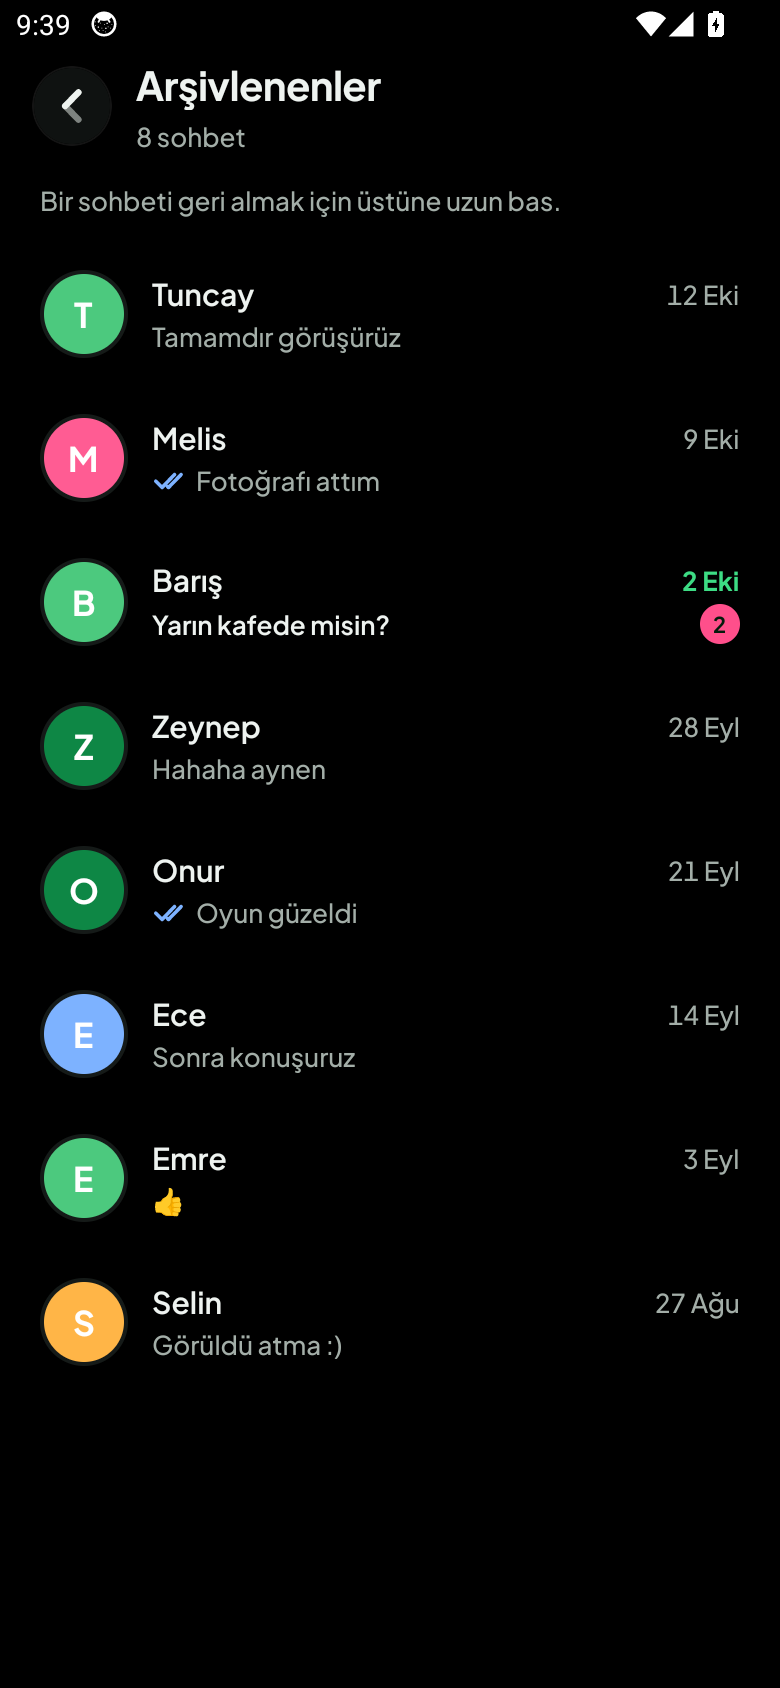 9:39
Arşivlenenler
8 sohbet
Bir sohbeti geri almak için üstüne uzun bas.
T
Tuncay
12 Eki
Tamamdır görüşürüz
M
Melis
9 Eki
Fotoğrafı attım
B
Barış
2 Eki
Yarın kafede misin?
2
Z
Zeynep
28 Eyl
Hahaha aynen
O
Onur
21 Eyl
Oyun güzeldi
E
Ece
14 Eyl
Sonra konuşuruz
E
Emre
3 Eyl
👍
S
Selin
27 Ağu
Görüldü atma :)